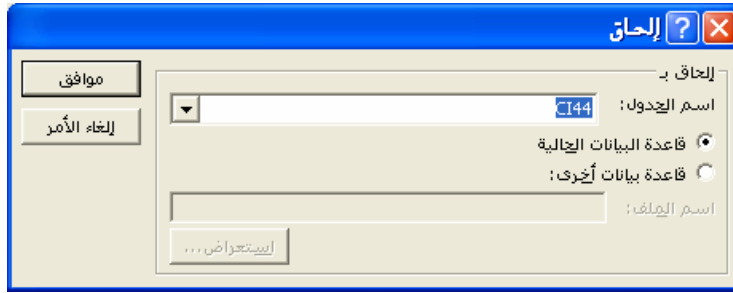 إلحاق
إلحاق بـ
اسم الجدول: CI44
قاعدة البيانات الحالية
قاعدة بيانات أخرى:
اسم الملف:
استعراض...
موافق
إلغاء الأمر